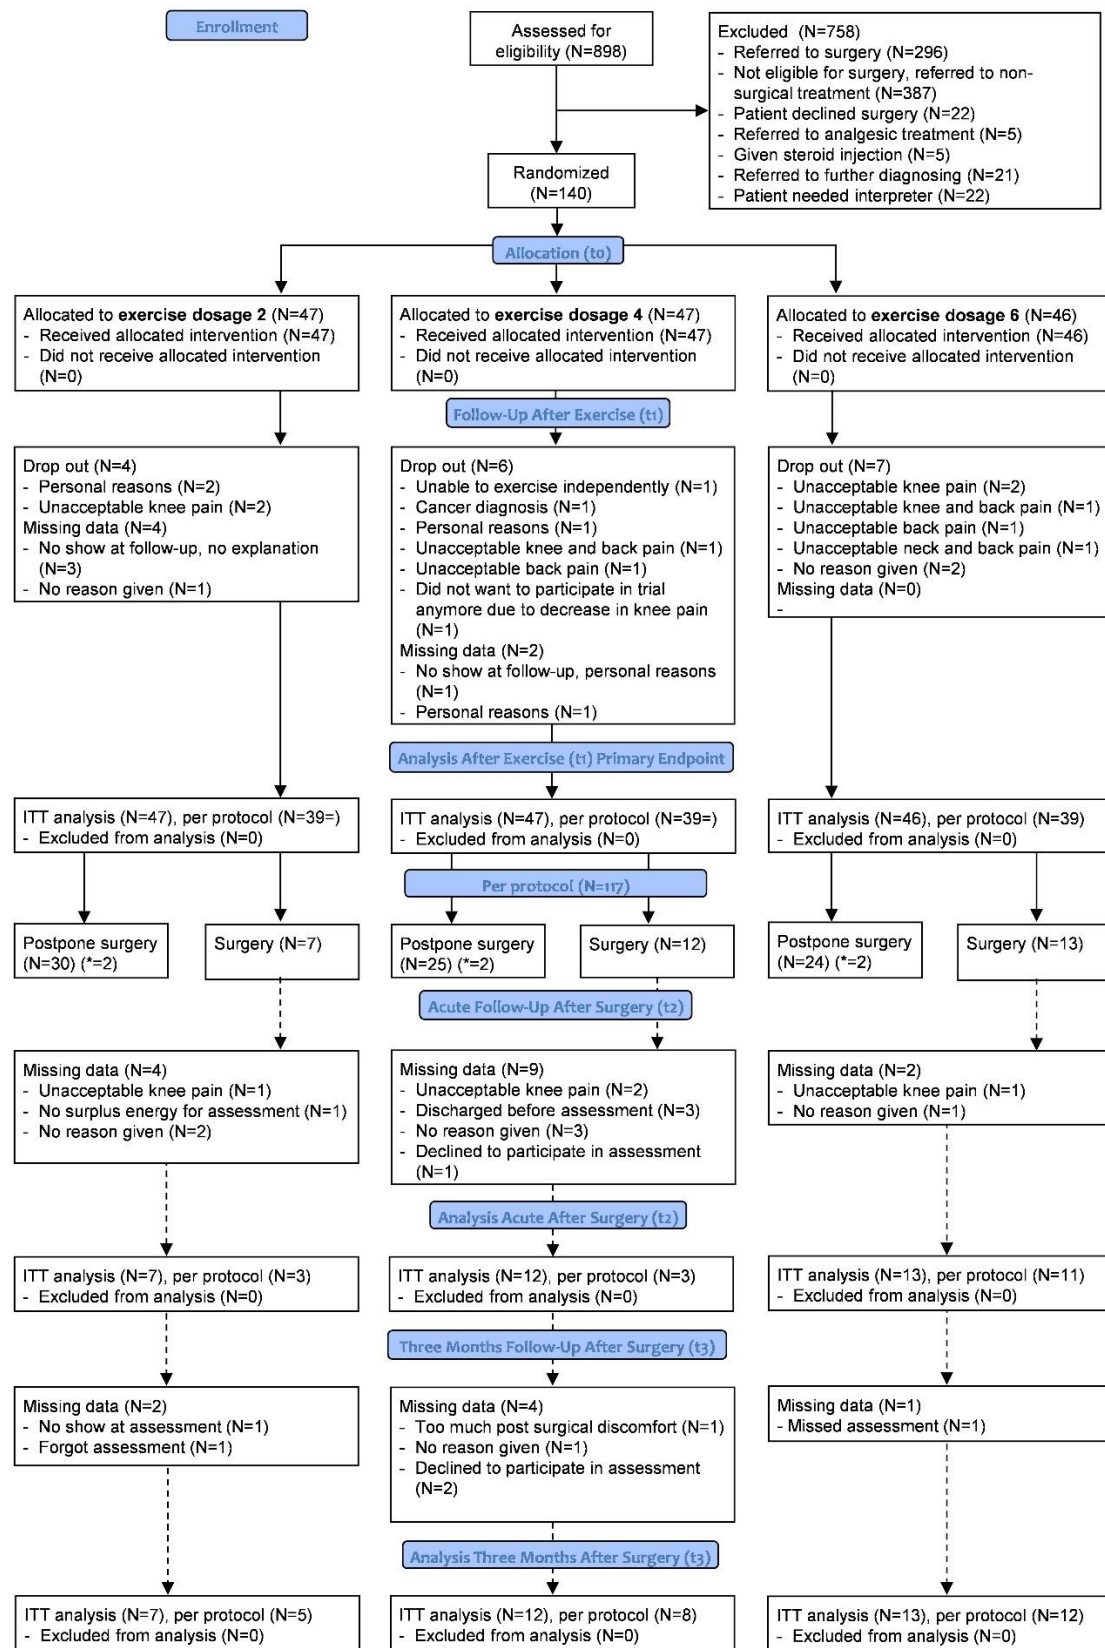 Enrollment
Assessed for
eligibility (N=898)
Excluded (N=758)
- Referred to surgery (N=296)
- Not eligible for surgery, referred to non-
surgical treatment (N=387)
- Patient declined surgery (N=22)
- Referred to analgesic treatment (N=5)
- Given steroid injection (N=5)
- Referred to further diagnosing (N=21)
- Patient needed interpreter (N=22)
Randomized
(N=140)
Allocation (t0)
Allocated to exercise dosage 2 (N=47)
- Received allocated intervention (N=47)
- Did not receive allocated intervention
(N=0)
Allocated to exercise dosage 4 (N=47)
- Received allocated intervention (N=47)
- Did not receive allocated intervention
(N=0)
Allocated to exercise dosage 6 (N=46)
- Received allocated intervention (N=46)
- Did not receive allocated intervention
(N=0)
Follow-Up After Exercise (t1)
Drop out (N=4)
- Personal reasons (N=2)
- Unacceptable knee pain (N=2)
Missing data (N=4)
- No show at follow-up, no explanation
(N=3)
- No reason given (N=1)
Drop out (N=6)
- Unable to exercise independently (N=1)
- Cancer diagnosis (N=1)
- Personal reasons (N=1)
- Unacceptable knee and back pain (N=1)
- Unacceptable back pain (N=1)
- Did not want to participate in trial
anymore due to decrease in knee pain
(N=1)
Missing data (N=2)
- No show at follow-up, personal reasons
(N=1)
- Personal reasons (N=1)
Drop out (N=7)
- Unacceptable knee pain (N=2)
- Unacceptable knee and back pain (N=1)
- Unacceptable back pain (N=1)
- Unacceptable neck and back pain (N=1)
- No reason given (N=2)
Missing data (N=0)
-
Analysis After Exercise (t1) Primary Endpoint
ITT analysis (N=47), per protocol (N=39=)
- Excluded from analysis (N=0)
ITT analysis (N=47), per protocol (N=39=)
- Excluded from analysis (N=0)
ITT analysis (N=46), per protocol (N=39)
- Excluded from analysis (N=0)
Per protocol (N=117)
Postpone surgery
(N=30) (*=2)
Surgery (N=7)
Postpone surgery
(N=25) (*=2)
Surgery (N=12)
Postpone surgery
(N=24) (*=2)
Surgery (N=13)
Acute Follow-Up After Surgery (t2)
Missing data (N=4)
- Unacceptable knee pain (N=1)
- No surplus energy for assessment (N=1)
- No reason given (N=2)
Missing data (N=9)
- Unacceptable knee pain (N=2)
- Discharged before assessment (N=3)
- No reason given (N=3)
- Declined to participate in assessment
(N=1)
Missing data (N=2)
- Unacceptable knee pain (N=1)
- No reason given (N=1)
Analysis Acute After Surgery (t2)
ITT analysis (N=7), per protocol (N=3)
- Excluded from analysis (N=0)
ITT analysis (N=12), per protocol (N=3)
- Excluded from analysis (N=0)
ITT analysis (N=13), per protocol (N=11)
- Excluded from analysis (N=0)
Three Months Follow-Up After Surgery (t3)
Missing data (N=2)
- No show at assessment (N=1)
- Forgot assessment (N=1)
Missing data (N=4)
- Too much post surgical discomfort (N=1)
- No reason given (N=1)
- Declined to participate in assessment
(N=2)
Missing data (N=1)
- Missed assessment (N=1)
Analysis Three Months After Surgery (t3)
ITT analysis (N=7), per protocol (N=5)
- Excluded from analysis (N=0)
ITT analysis (N=12), per protocol (N=8)
- Excluded from analysis (N=0)
ITT analysis (N=13), per protocol (N=12)
- Excluded from analysis (N=0)